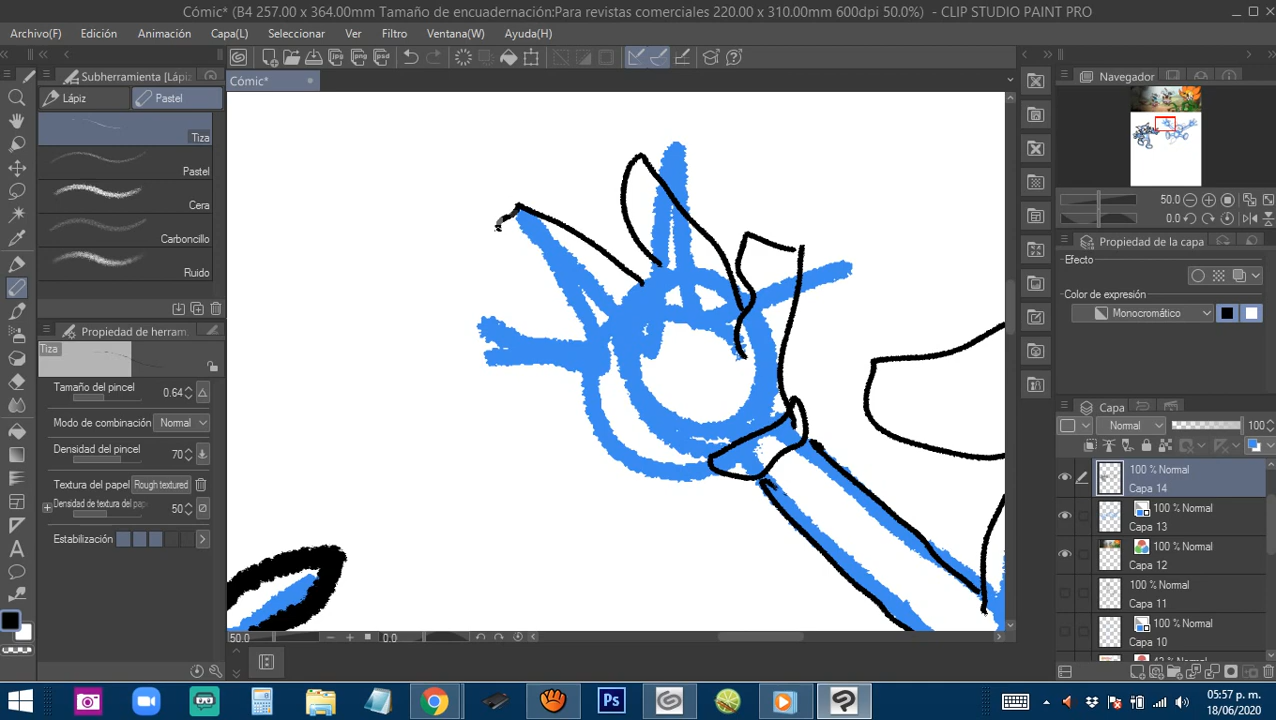 Cómic* (B4 257.00 x 364.00mm Tamaño de encuadernación:Para revistas comerciales 220.00 x 310.00mm 600dpi 50.0%) - CLIP STUDIO PAINT PRO
Archivo(F) Edición Animación Capa(L) Seleccionar Ver Filtro Ventana(W) Ayuda(H)
Subherramienta [Lápiz
Lápiz Pastel
Tiza
Pastel
Cera
Carboncillo
Ruido
Propiedad de herram
Tiza
Tamaño del pincel 0.64
Modo de combinación Normal
Densidad del pincel 70
Textura del papel Rough textured
Densidad de textura del pap 50
Estabilización
Cómic*
50.0 0.0
Navegador
50.0
0.0
Propiedad de la capa
Efecto
Color de expresión
Monocromático
Capa
Normal 100
100 % Normal
Capa 14
100 % Normal
Capa 13
100 % Normal
Capa 12
100 % Normal
Capa 11
100 % Normal
Capa 10
Ps
05:57 p. m.
18/06/2020